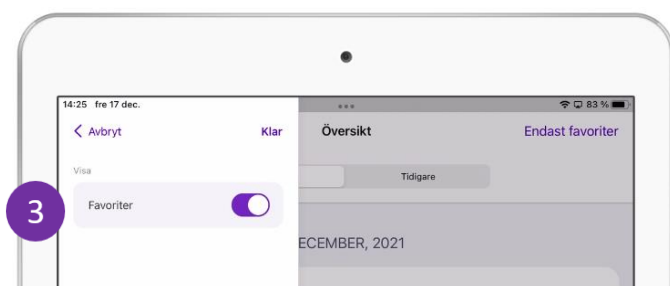 14:25 fre 17 dec.
83 %
Avbryt
Klar
Översikt
Endast favoriter
Visa
Tidigare
3
Favoriter
ECEMBER, 2021